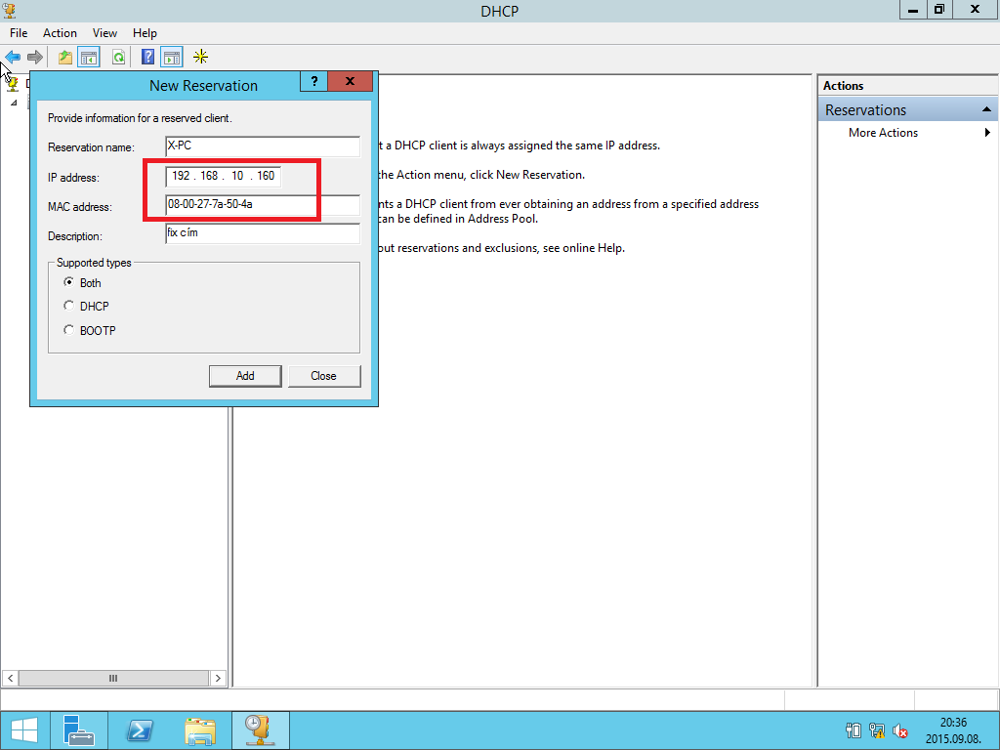 DHCP
File Action View Help
New Reservation
Provide information for a reserved client.
Reservation name: X-PC
IP address: 192 . 168 . 10 . 160
MAC address: 08-00-27-7a-50-4a
Description: fix cím
Supported types
Both
DHCP
BOOTP
Add Close
t a DHCP client is always assigned the same IP address.
the Action menu, click New Reservation.
nts a DHCP client from ever obtaining an address from a specified address
can be defined in Address Pool.
out reservations and exclusions, see online Help.
Actions
Reservations
More Actions
20:36
2015.09.08.